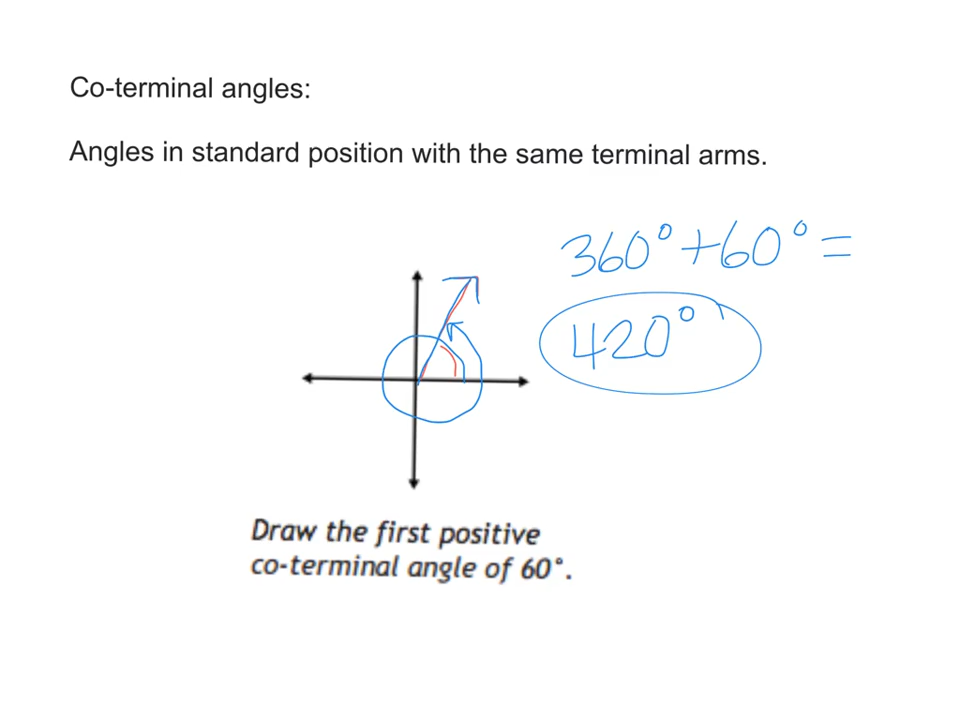 Co-terminal angles:
Angles in standard position with the same terminal arms.
360° + 60° =
420°
Draw the first positive
co-terminal angle of 60°.